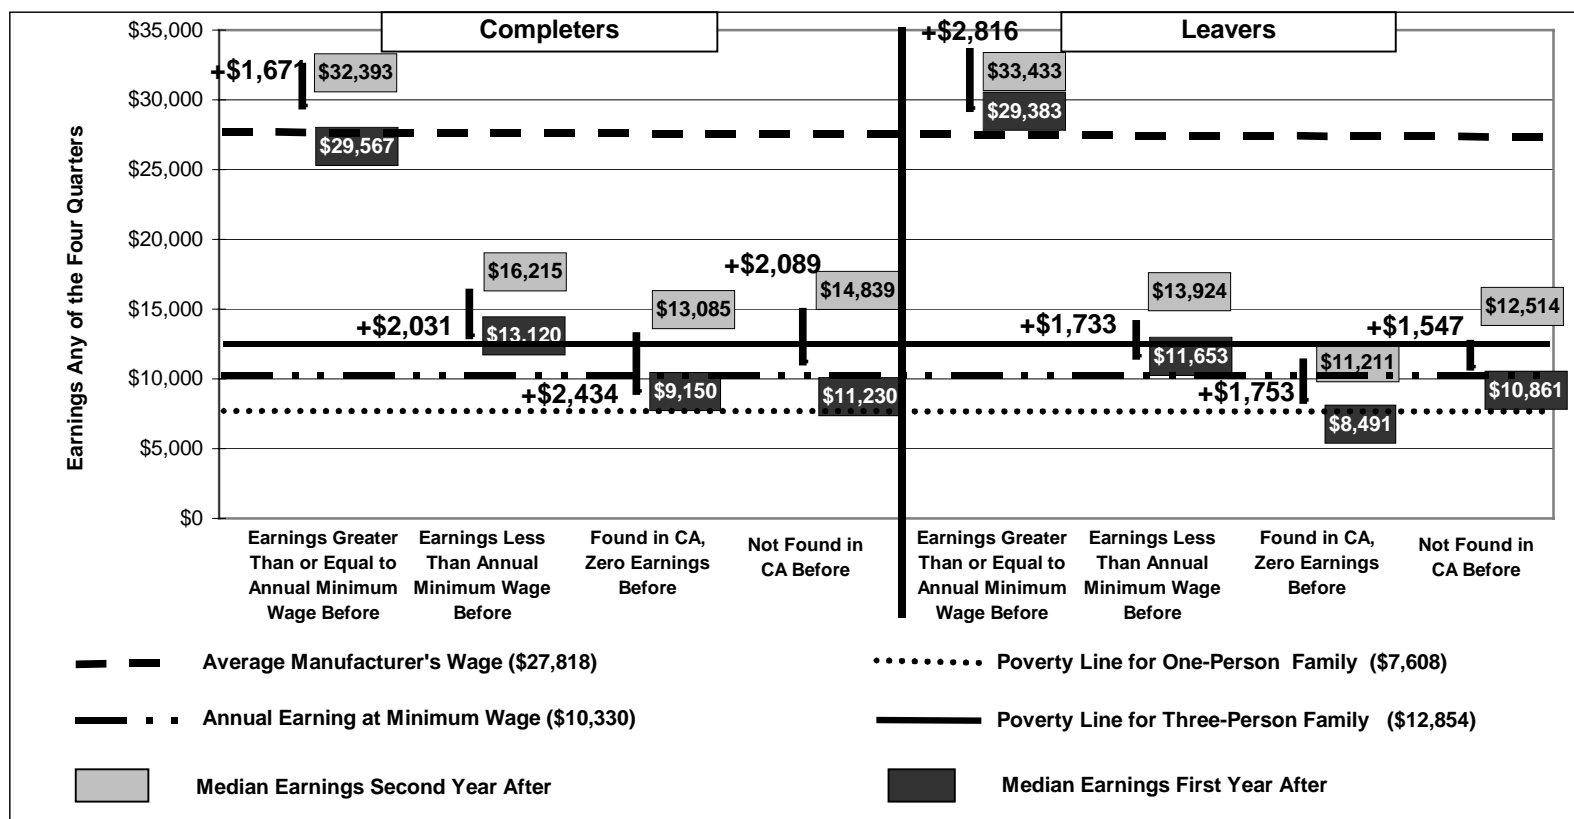 Completers
Leavers
Earnings Any of the Four Quarters
$35,000
$30,000
$25,000
$20,000
$15,000
$10,000
$5,000
$0
+$1,671
$32,393
$29,567
+$2,031
$16,215
$13,120
+$2,434
$13,085
$9,150
+$2,089
$14,839
$11,230
+$2,816
$33,433
$29,383
+$1,733
$13,924
$11,653
+$1,753
$11,211
$8,491
+$1,547
$12,514
$10,861
Earnings Greater
Than or Equal to
Annual Minimum
Wage Before
Earnings Less
Than Annual
Minimum Wage
Before
Found in CA,
Zero Earnings
Before
Not Found in
CA Before
Earnings Greater
Than or Equal to
Annual Minimum
Wage Before
Earnings Less
Than Annual
Minimum Wage
Before
Found in CA,
Zero Earnings
Before
Not Found in
CA Before
Average Manufacturer's Wage ($27,818)
Poverty Line for One-Person Family ($7,608)
Annual Earning at Minimum Wage ($10,330)
Poverty Line for Three-Person Family ($12,854)
Median Earnings Second Year After
Median Earnings First Year After